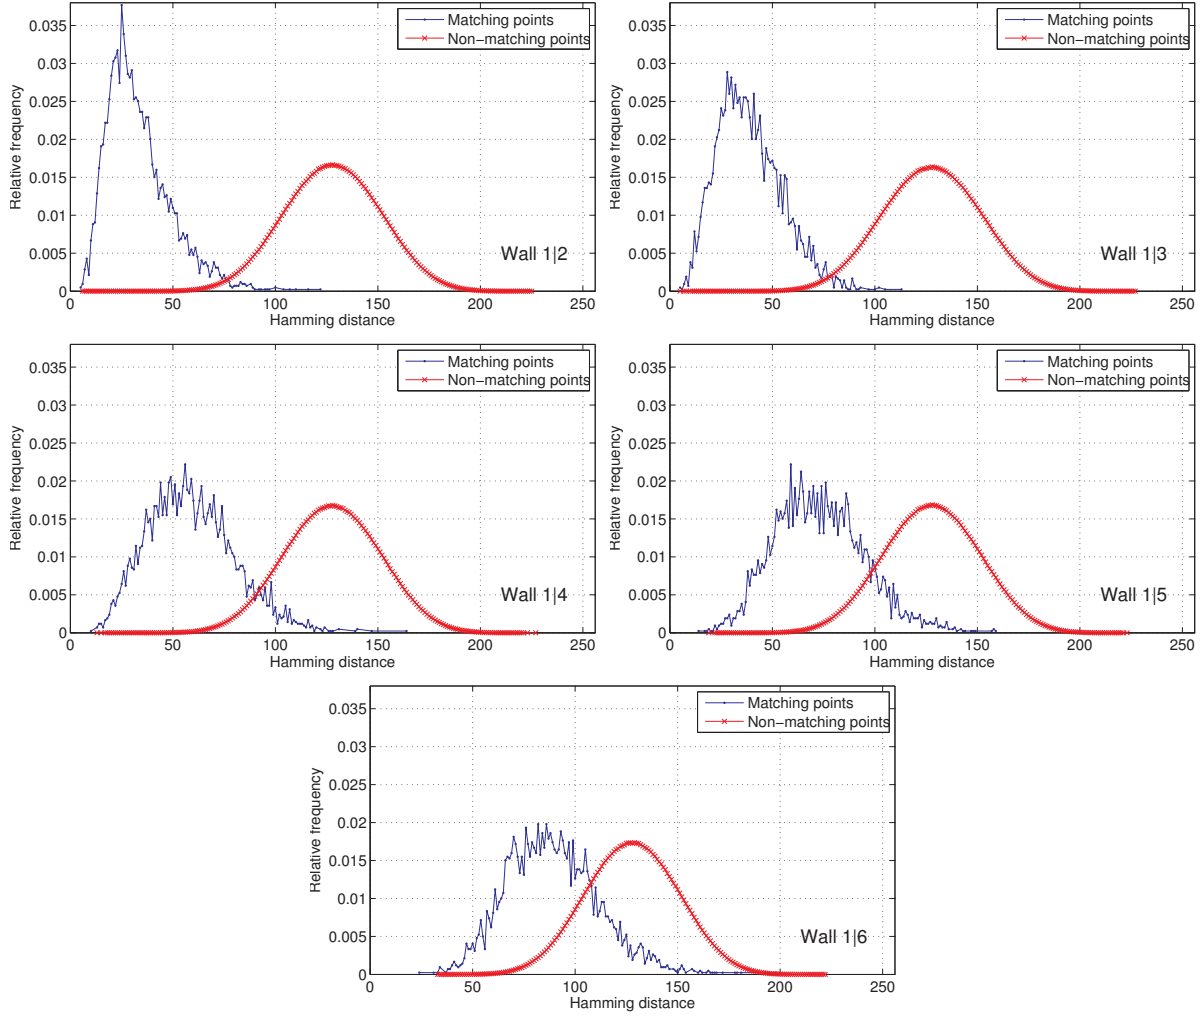 0.035
0.03
0.025
0.02
0.015
0.01
0.005
0
Relative frequency
Matching points
Non−matching points
Wall 1|2
0 50 100 150 200 250
Hamming distance
0.035
0.03
0.025
0.02
0.015
0.01
0.005
0
Relative frequency
Matching points
Non−matching points
Wall 1|3
0 50 100 150 200 250
Hamming distance
0.035
0.03
0.025
0.02
0.015
0.01
0.005
0
Relative frequency
Matching points
Non−matching points
Wall 1|4
0 50 100 150 200 250
Hamming distance
0.035
0.03
0.025
0.02
0.015
0.01
0.005
0
Relative frequency
Matching points
Non−matching points
Wall 1|5
0 50 100 150 200 250
Hamming distance
0.035
0.03
0.025
0.02
0.015
0.01
0.005
0
Relative frequency
Matching points
Non−matching points
Wall 1|6
0 50 100 150 200 250
Hamming distance